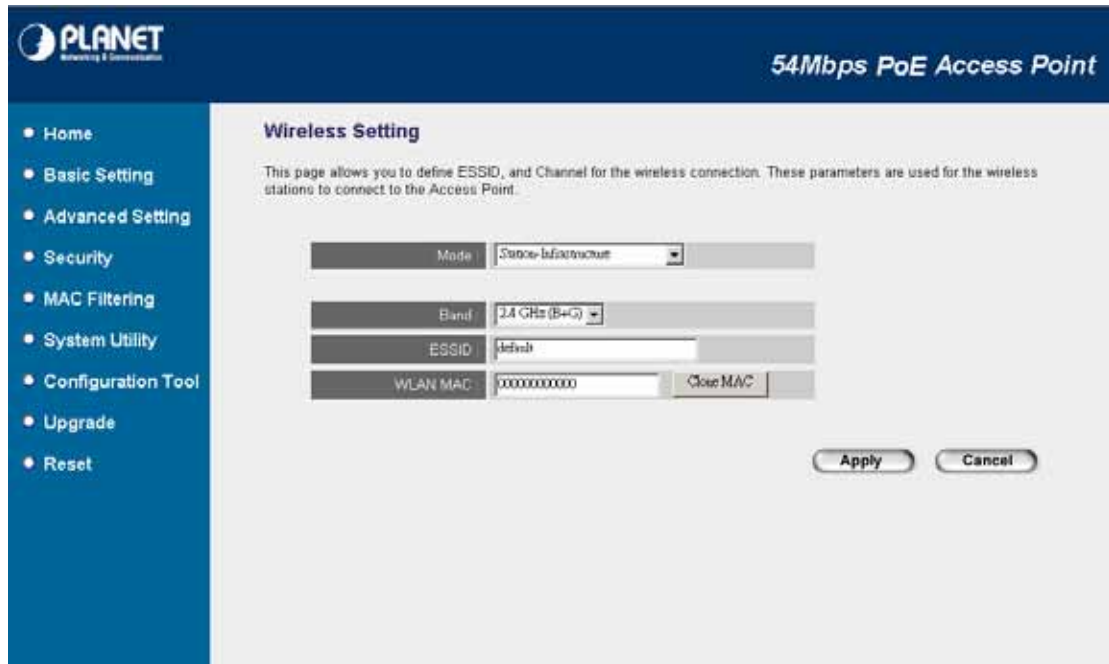 PLANET
Networking & Communication
54Mbps PoE Access Point
Home
Basic Setting
Advanced Setting
Security
MAC Filtering
System Utility
Configuration Tool
Upgrade
Reset
Wireless Setting
This page allows you to define ESSID, and Channel for the wireless connection. These parameters are used for the wireless
stations to connect to the Access Point.
Mode Station-Infrastructure
Band 2.4 GHz (B+G)
ESSID default
WLAN MAC 000000000000 Clone MAC
Apply Cancel